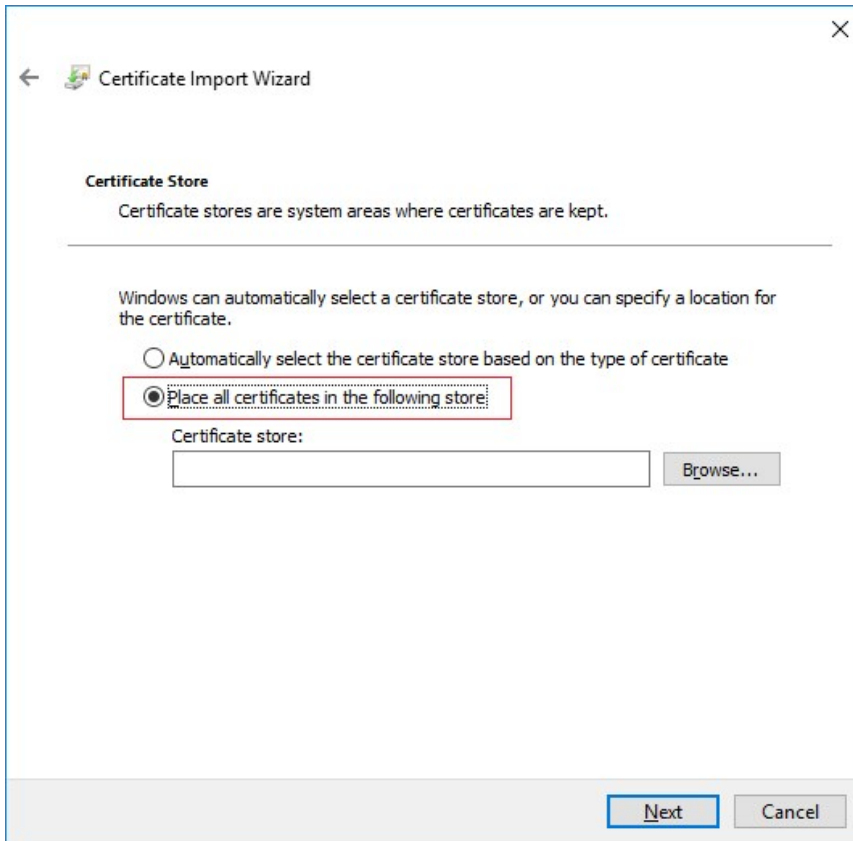 Certificate Import Wizard
Certificate Store
Certificate stores are system areas where certificates are kept.
Windows can automatically select a certificate store, or you can specify a location for
the certificate.
Automatically select the certificate store based on the type of certificate
Place all certificates in the following store
Certificate store:
Browse...
Next
Cancel